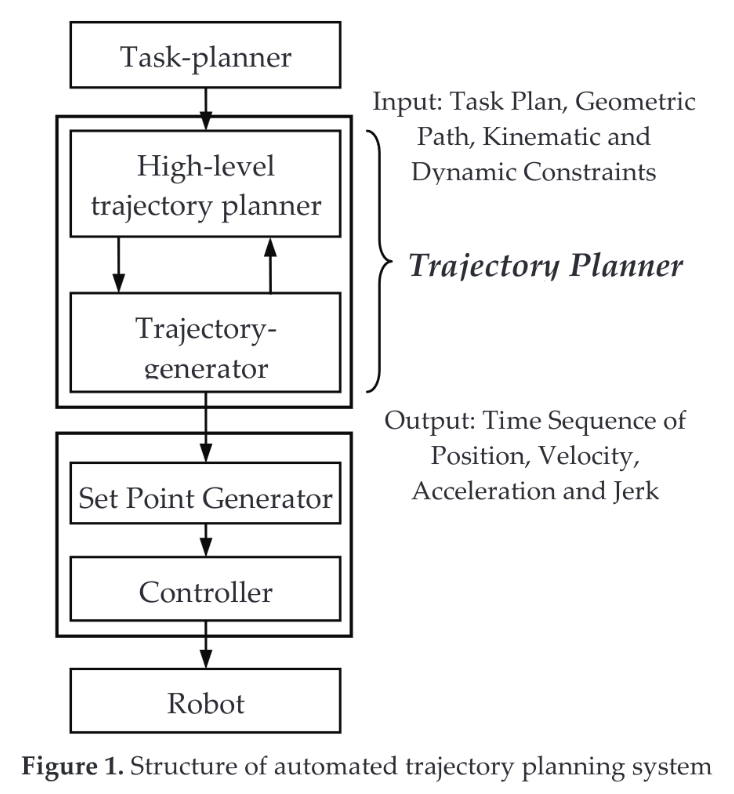 Task-planner
Input: Task Plan, Geometric
Path, Kinematic and
Dynamic Constraints
High-level
trajectory planner
Trajectory Planner
Trajectory-
generator
Output: Time Sequence of
Position, Velocity,
Acceleration and Jerk
Set Point Generator
Controller
Robot
Figure 1. Structure of automated trajectory planning system